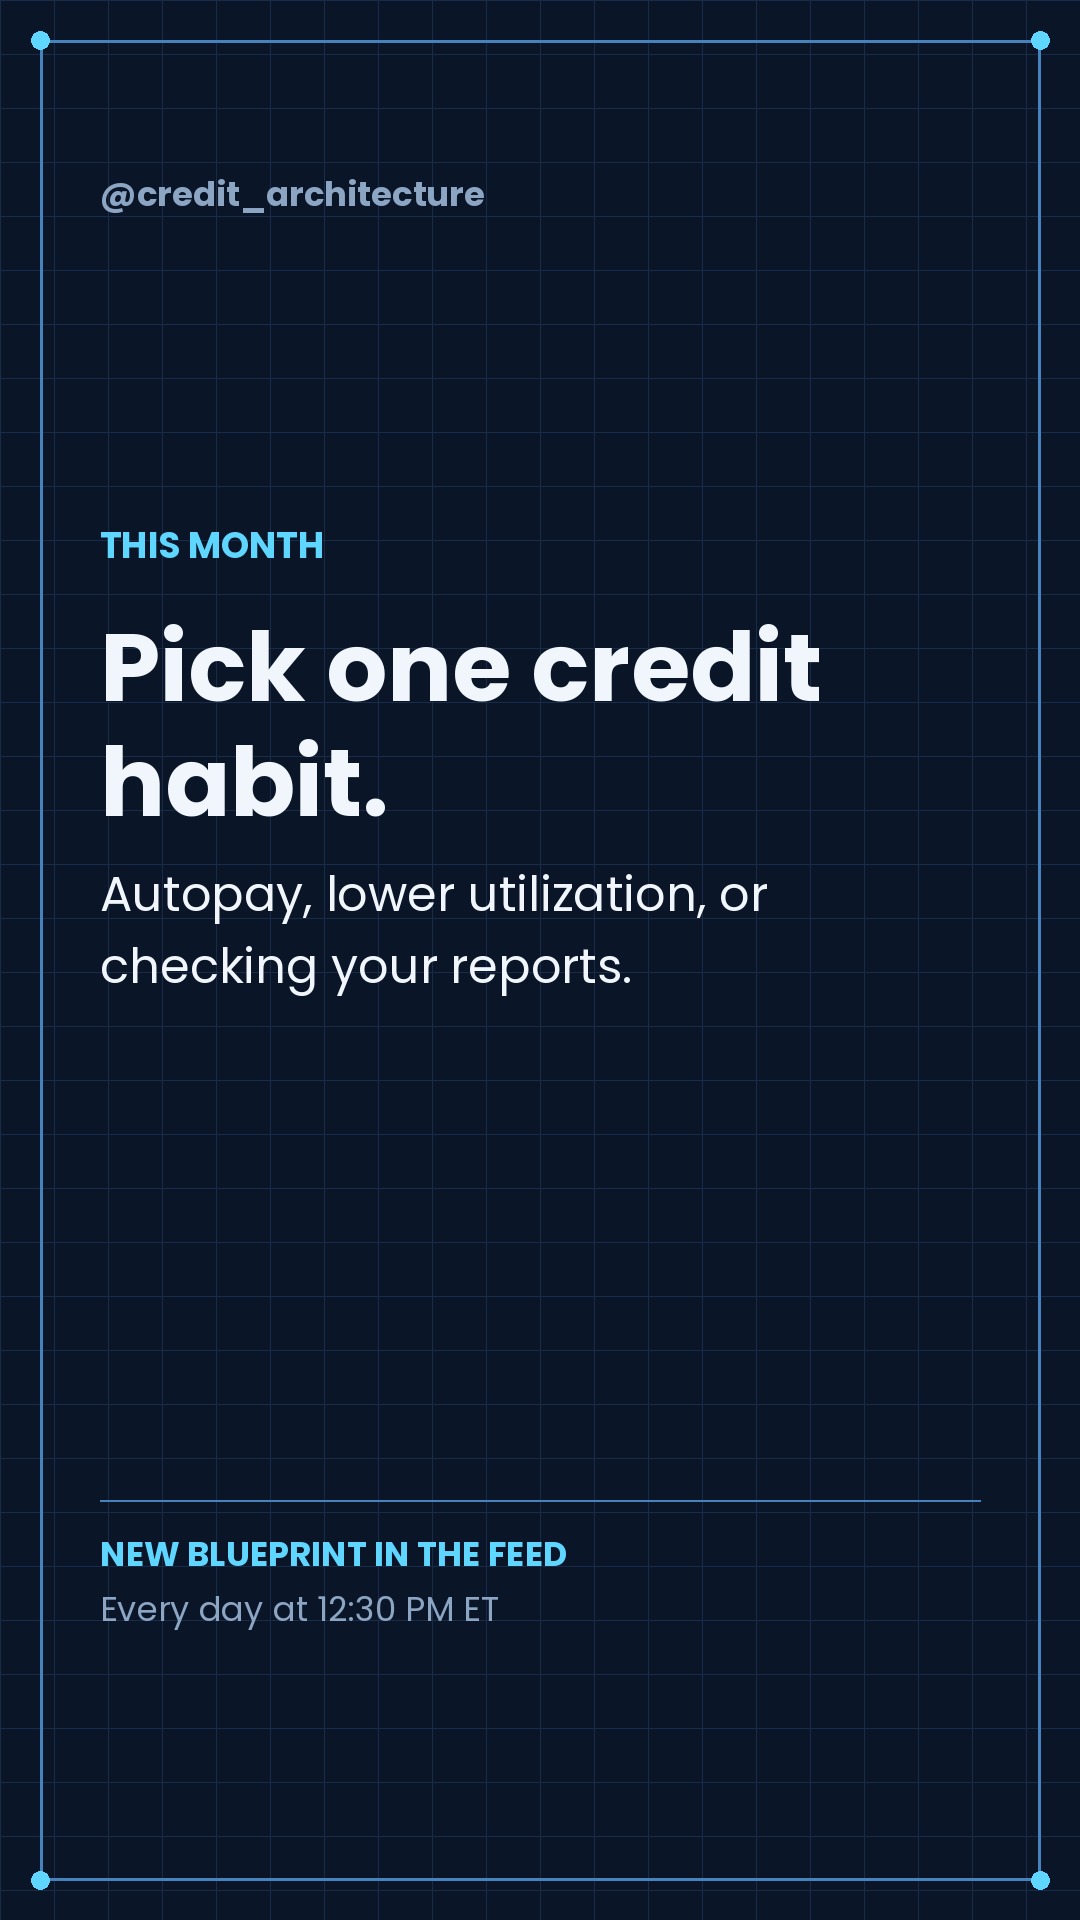 @credit_architecture
THIS MONTH
Pick one credit
habit.
Autopay, lower utilization, or
checking your reports.
NEW BLUEPRINT IN THE FEED
Every day at 12:30 PM ET